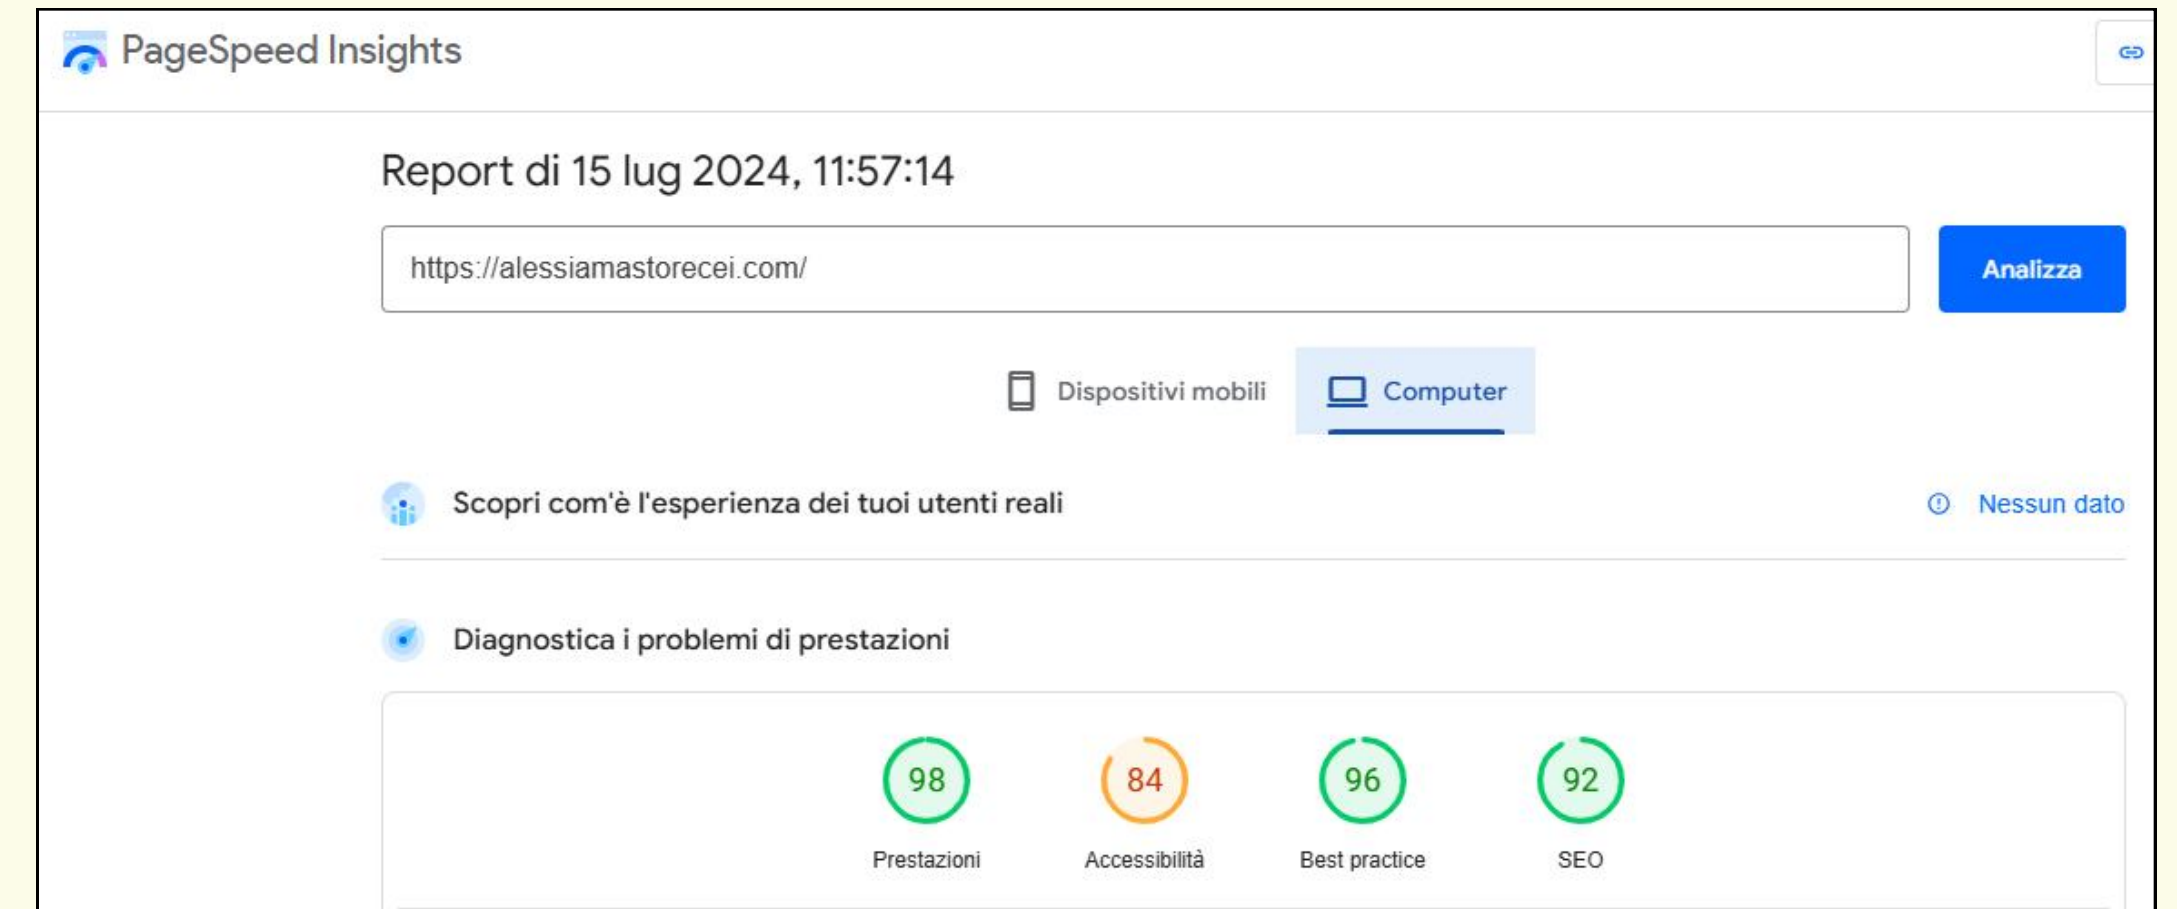 PageSpeed Insights
Report di 15 lug 2024, 11:57:14
https://alessiamastorecei.com/
Analizza
Dispositivi mobili
Computer
Scopri com'è l'esperienza dei tuoi utenti reali
Nessun dato
Diagnostica i problemi di prestazioni
98
84
96
92
Prestazioni
Accessibilità
Best practice
SEO